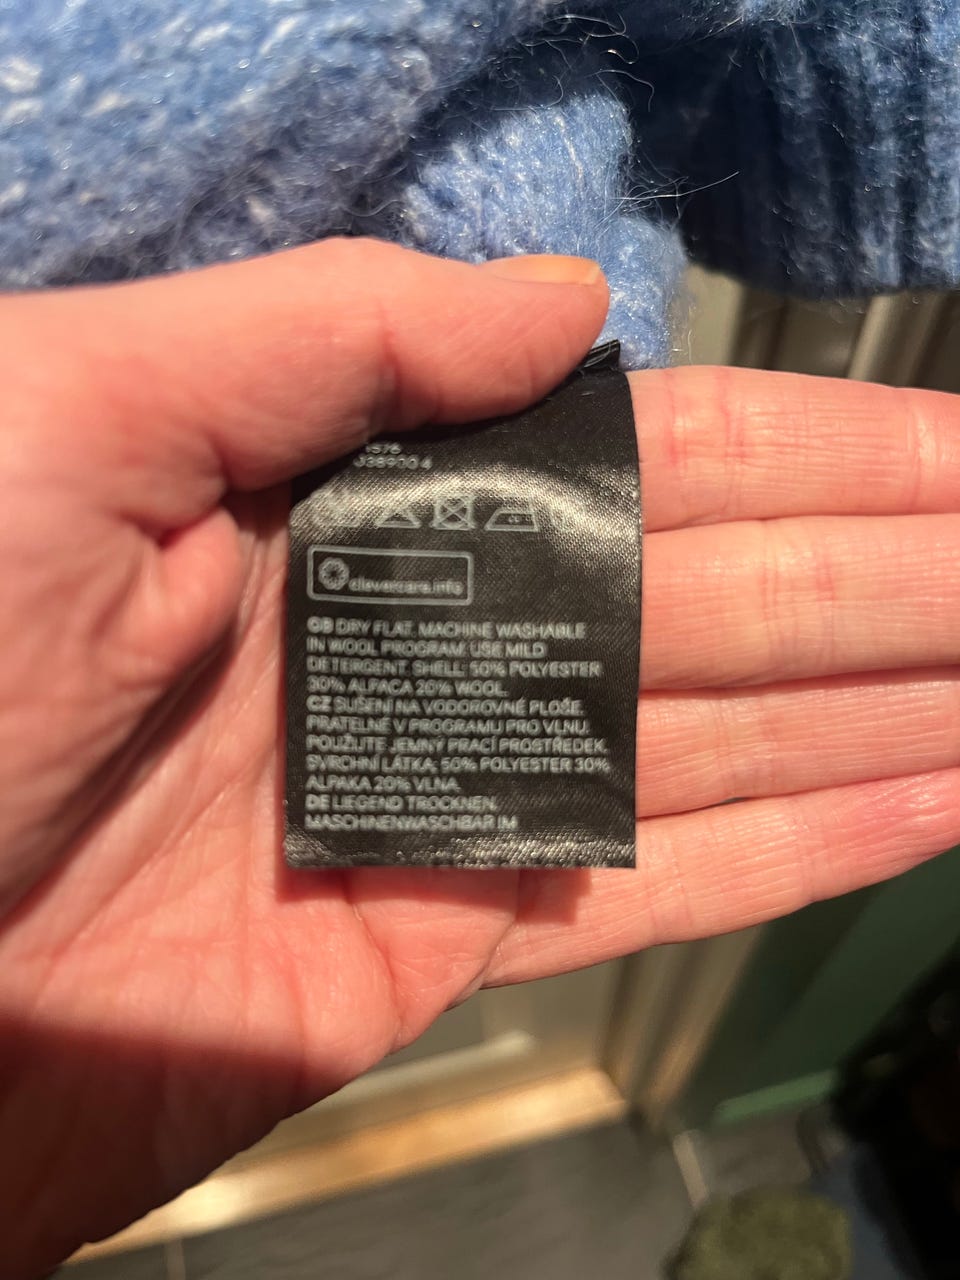 clevercare.info
GB DRY FLAT. MACHINE WASHABLE
IN WOOL PROGRAM. USE MILD
DETERGENT. SHELL: 50% POLYESTER
30% ALPACA 20% WOOL.
CZ SUŠENÍ NA VODOROVNÉ PLOŠE.
PRATELNÉ V PROGRAMU PRO VLNU.
POUŽIJTE JEMNÝ PRACÍ PROSTŘEDEK.
SVRCHNÍ LÁTKA: 50% POLYESTER 30%
ALPAKA 20% VLNA.
DE LIEGEND TROCKNEN.
MASCHINENWASCHBAR IM